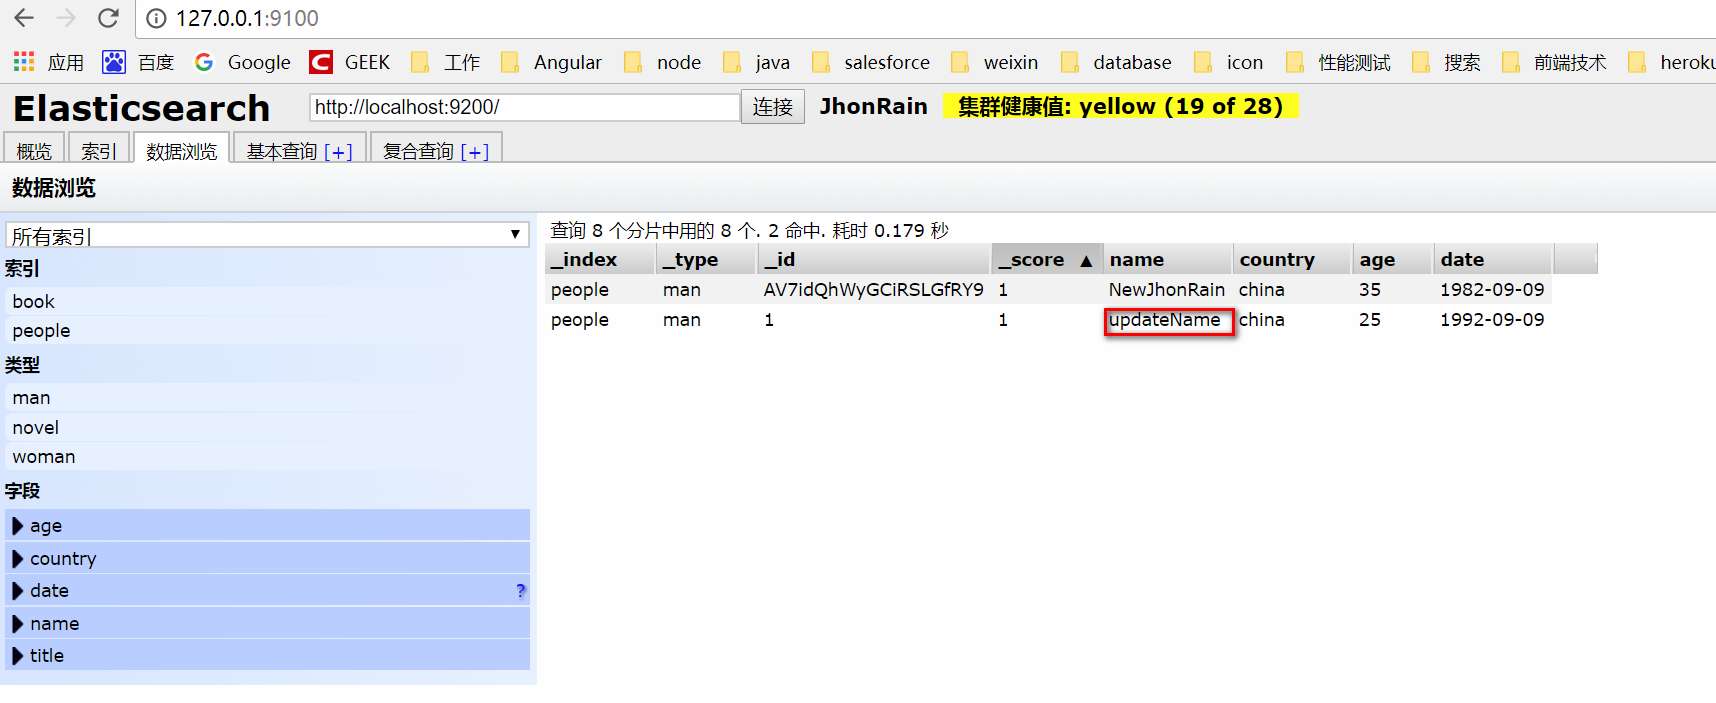 127.0.0.1:9100
应用 百度 Google GEEK 工作 Angular node java salesforce weixin database icon 性能测试 搜索 前端技术 heroku
Elasticsearch http://localhost:9200/ 连接 JhonRain 集群健康值: yellow (19 of 28)
概览 索引 数据浏览 基本查询 [+] 复合查询 [+]
数据浏览
所有索引
索引
book
people
类型
man
novel
woman
字段
age
country
date ?
name
title
查询 8 个分片中用的 8 个. 2 命中. 耗时 0.179 秒
_index _type _id _score ▲ name country age date
people man AV7idQhWyGCiRSLGfRY9 1 NewJhonRain china 35 1982-09-09
people man 1 1 updateName china 25 1992-09-09